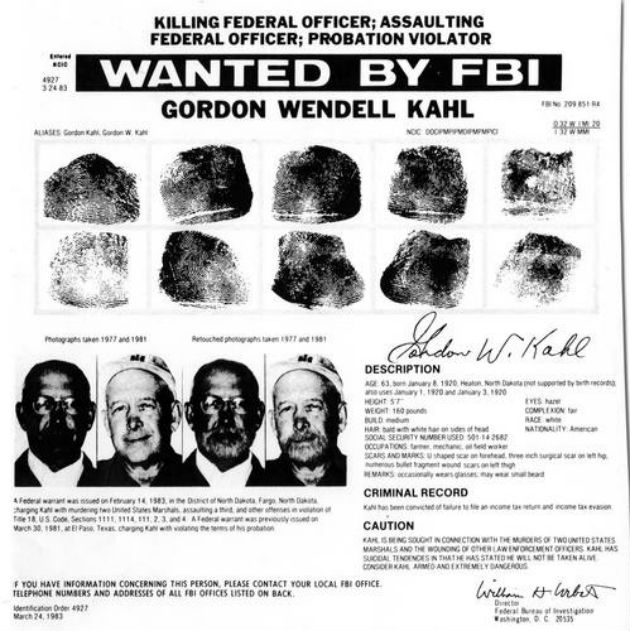 KILLING FEDERAL OFFICER; ASSAULTING
FEDERAL OFFICER; PROBATION VIOLATOR
Entered
NCIC
4927
3 24 83
WANTED BY FBI
GORDON WENDELL KAHL
FBI No. 209 851 R4
ALIASES: Gordon Kahl, Gordon W. Kahl
NCIC: DODIPMPIPMDIPMPMPICI
0 32 W I MI 20
I 32 W MMI
Photographs taken 1977 and 1981
Retouched photographs taken 1977 and 1981
Gordon W. Kahl
DESCRIPTION
AGE: 63, born January 8, 1920, Heaton, North Dakota (not supported by birth records),
also uses January 1, 1920 and January 3, 1920
HEIGHT: 5'7"
EYES: hazel
WEIGHT: 160 pounds
COMPLEXION: fair
BUILD: medium
RACE: white
HAIR: bald with white hair on sides of head
NATIONALITY: American
SOCIAL SECURITY NUMBER USED: 501-14-2682
OCCUPATIONS: farmer, mechanic, oil field worker
SCARS AND MARKS: U shaped scar on forehead, three inch surgical scar on left hip,
numerous bullet fragment wound scars on left thigh
REMARKS: occasionally wears glasses, may wear small beard
CRIMINAL RECORD
Kahl has been convicted of failure to file an income tax return and income tax evasion.
CAUTION
KAHL IS BEING SOUGHT IN CONNECTION WITH THE MURDERS OF TWO UNITED STATES
MARSHALS AND THE WOUNDING OF OTHER LAW ENFORCEMENT OFFICERS. KAHL HAS
SUICIDAL TENDENCIES IN THAT HE HAS STATED HE WILL NOT BE TAKEN ALIVE.
CONSIDER KAHL ARMED AND EXTREMELY DANGEROUS.
A Federal warrant was issued on February 14, 1983, in the District of North Dakota, Fargo, North Dakota,
charging Kahl with murdering two United States Marshals, assaulting a third, and other offenses in violation of
Title 18, U.S. Code, Sections 1111, 1114, 111, 2, 3, and 4. A Federal warrant was previously issued on
March 30, 1981, at El Paso, Texas, charging Kahl with violating the terms of his probation.
F YOU HAVE INFORMATION CONCERNING THIS PERSON, PLEASE CONTACT YOUR LOCAL FBI OFFICE.
TELEPHONE NUMBERS AND ADDRESSES OF ALL FBI OFFICES LISTED ON BACK.
Identification Order 4927
March 24, 1983
William H Webster
Director
Federal Bureau of Investigation
Washington, D. C. 20535